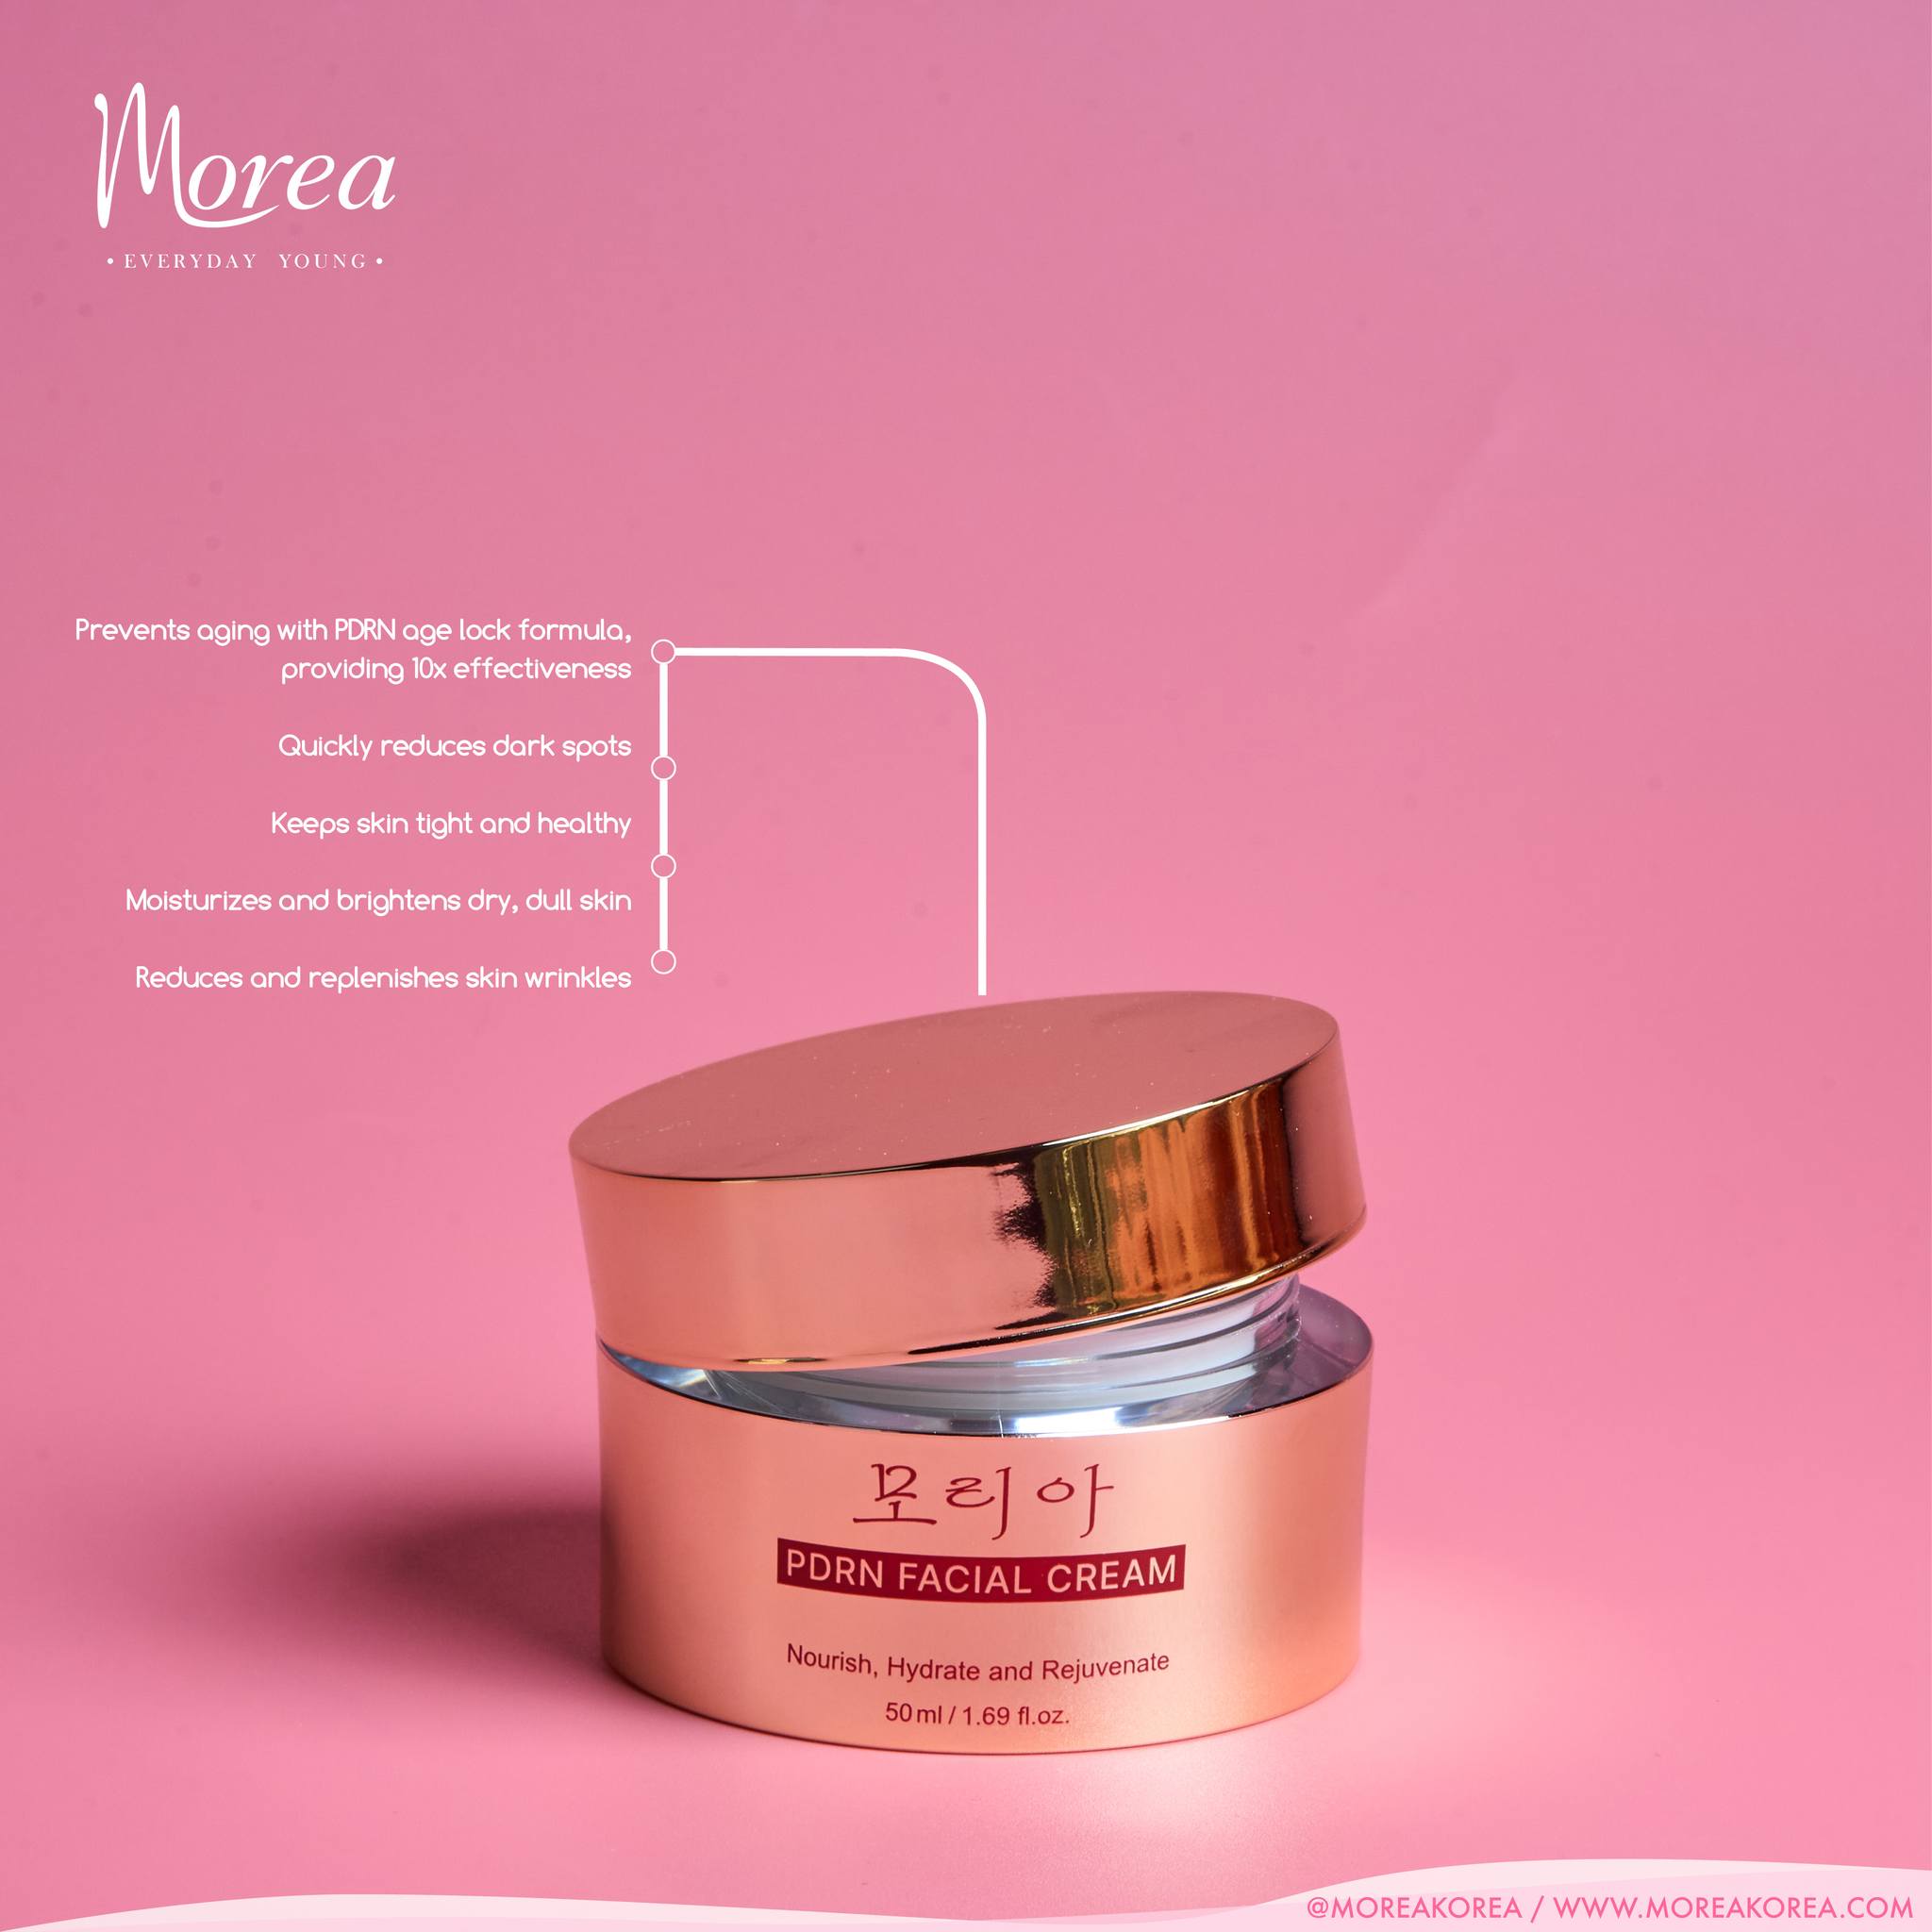 Morea
• EVERYDAY YOUNG •
Prevents aging with PDRN age lock formula,
providing 10x effectiveness
Quickly reduces dark spots
Keeps skin tight and healthy
Moisturizes and brightens dry, dull skin
Reduces and replenishes skin wrinkles
모리아
PDRN FACIAL CREAM
Nourish, Hydrate and Rejuvenate
50ml / 1.69 fl.oz.
@MOREAKOREA / WWW.MOREAKOREA.COM